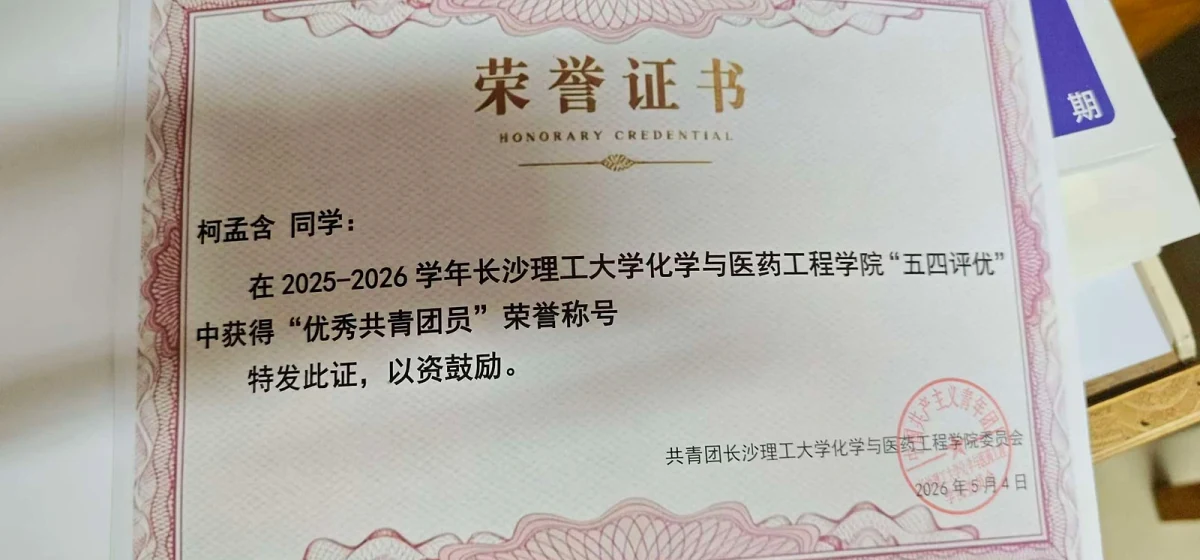 荣誉证书
HONORARY CREDENTIAL
柯孟含 同学：
在 2025-2026 学年长沙理工大学化学与医药工程学院“五四评优”
中获得“优秀共青团员”荣誉称号
特发此证，以资鼓励。
共青团长沙理工大学化学与医药工程学院委员会
2026 年 5 月 4 日
期